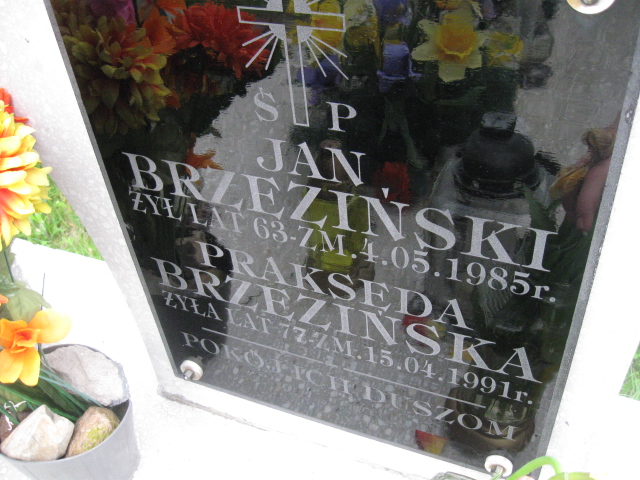 Ś P
JAN
BRZEZIŃSKI
ŻYŁ LAT 63-ZM.4.05.1985r.
PRAKSEDA
BRZEZIŃSKA
ŻYŁA LAT 77-ZM.15.04.1991r.
POKÓJ ICH DUSZOM